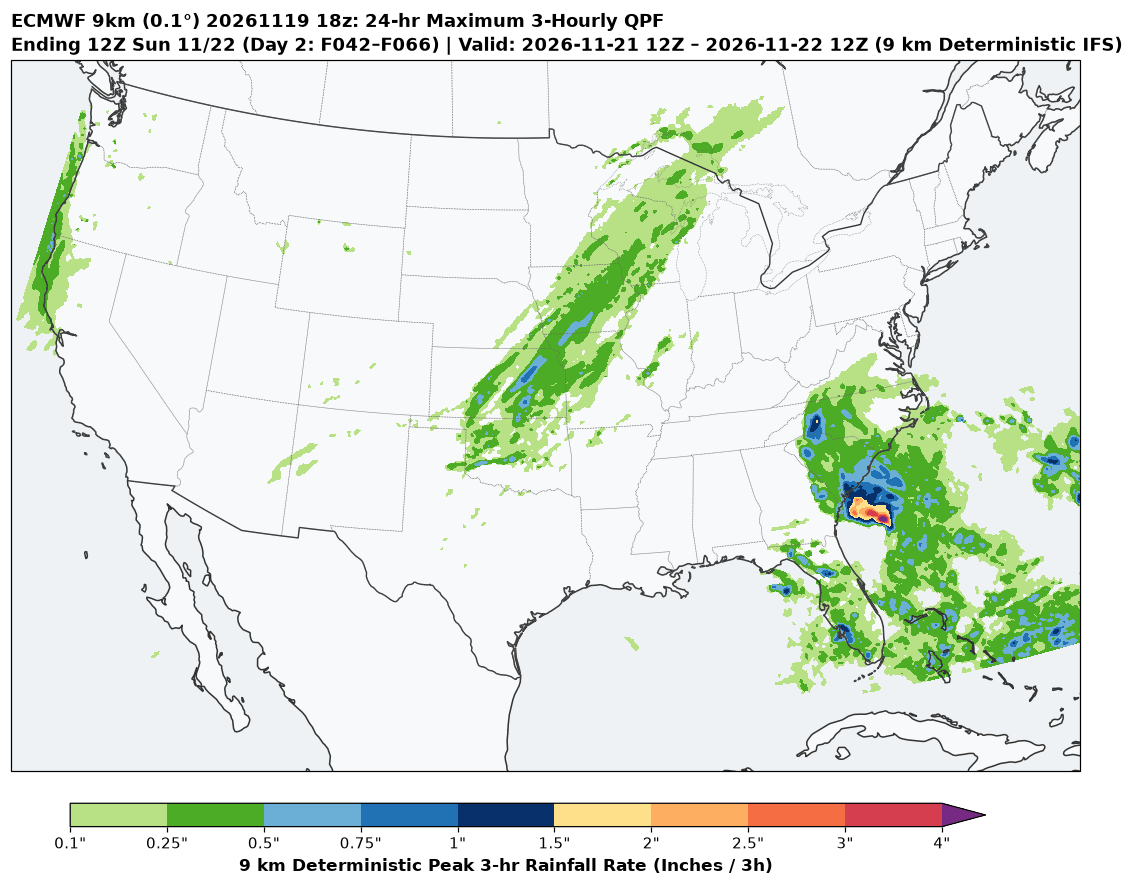 ECMWF 9km (0.1°) 20261119 18z: 24-hr Maximum 3-Hourly QPF
Ending 12Z Sun 11/22 (Day 2: F042–F066) | Valid: 2026-11-21 12Z – 2026-11-22 12Z (9 km Deterministic IFS)
0.1" 0.25" 0.5" 0.75" 1" 1.5" 2" 2.5" 3" 4"
9 km Deterministic Peak 3-hr Rainfall Rate (Inches / 3h)